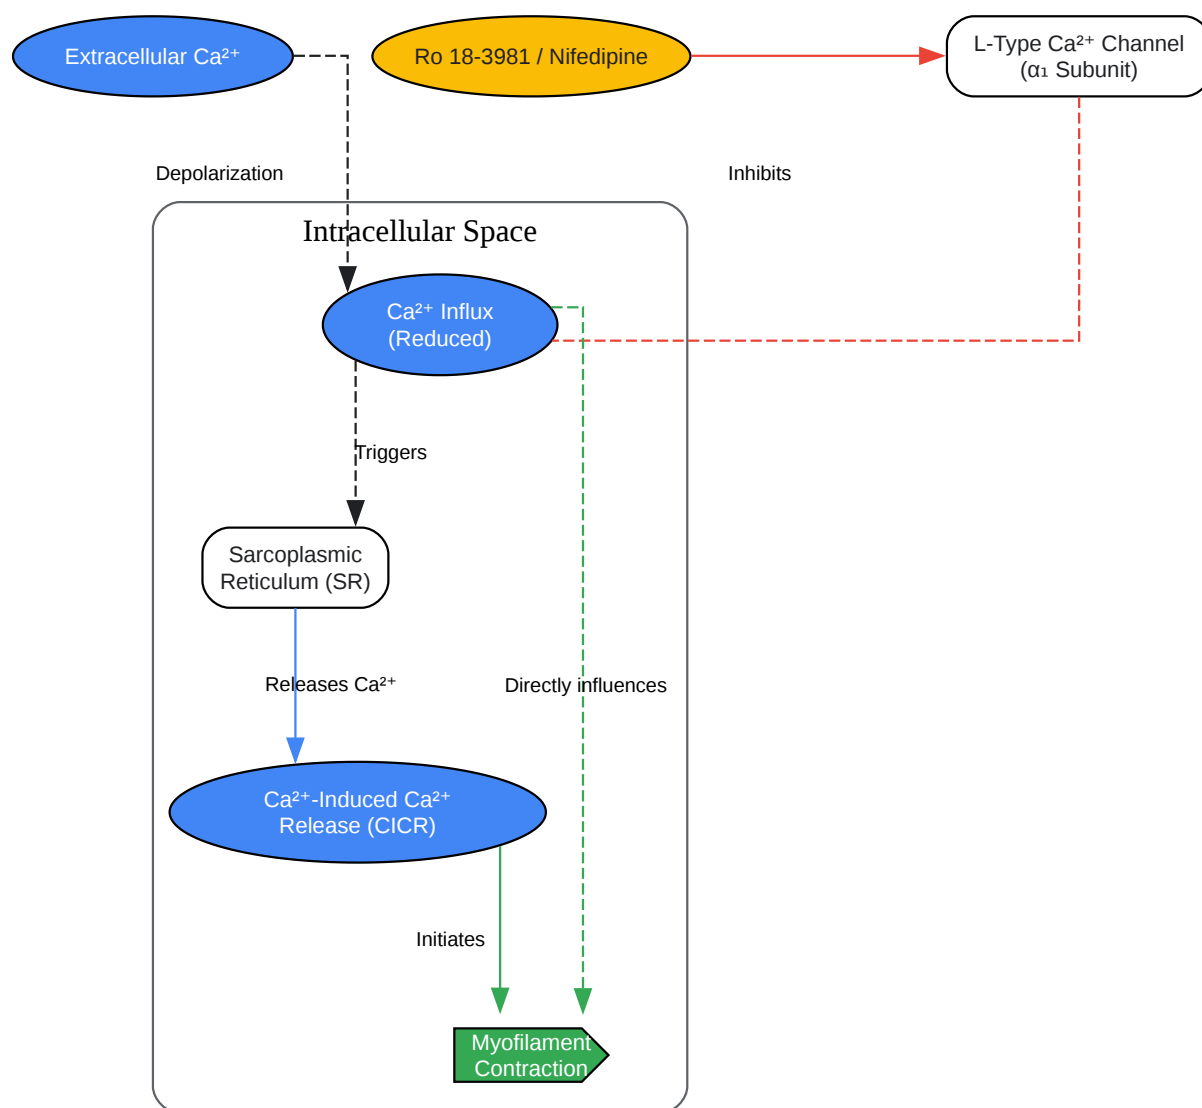 Extracellular Ca²⁺
Ro 18-3981 / Nifedipine
L-Type Ca²⁺ Channel
(α₁ Subunit)
Depolarization
Inhibits
Intracellular Space
Ca²⁺ Influx
(Reduced)
Triggers
Sarcoplasmic
Reticulum (SR)
Releases Ca²⁺
Directly influences
Ca²⁺-Induced Ca²⁺
Release (CICR)
Initiates
Myofilament
Contraction